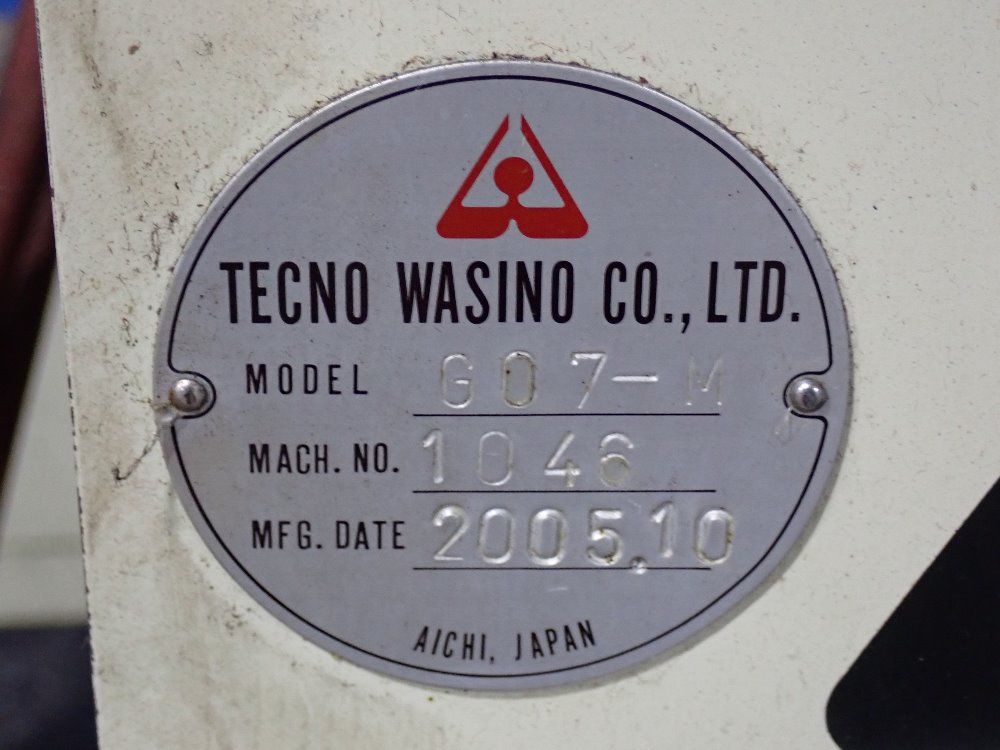 TECNO WASINO CO., LTD.
MODEL G07-M
MACH. NO. 1046
MFG. DATE 2005.10
AICHI, JAPAN